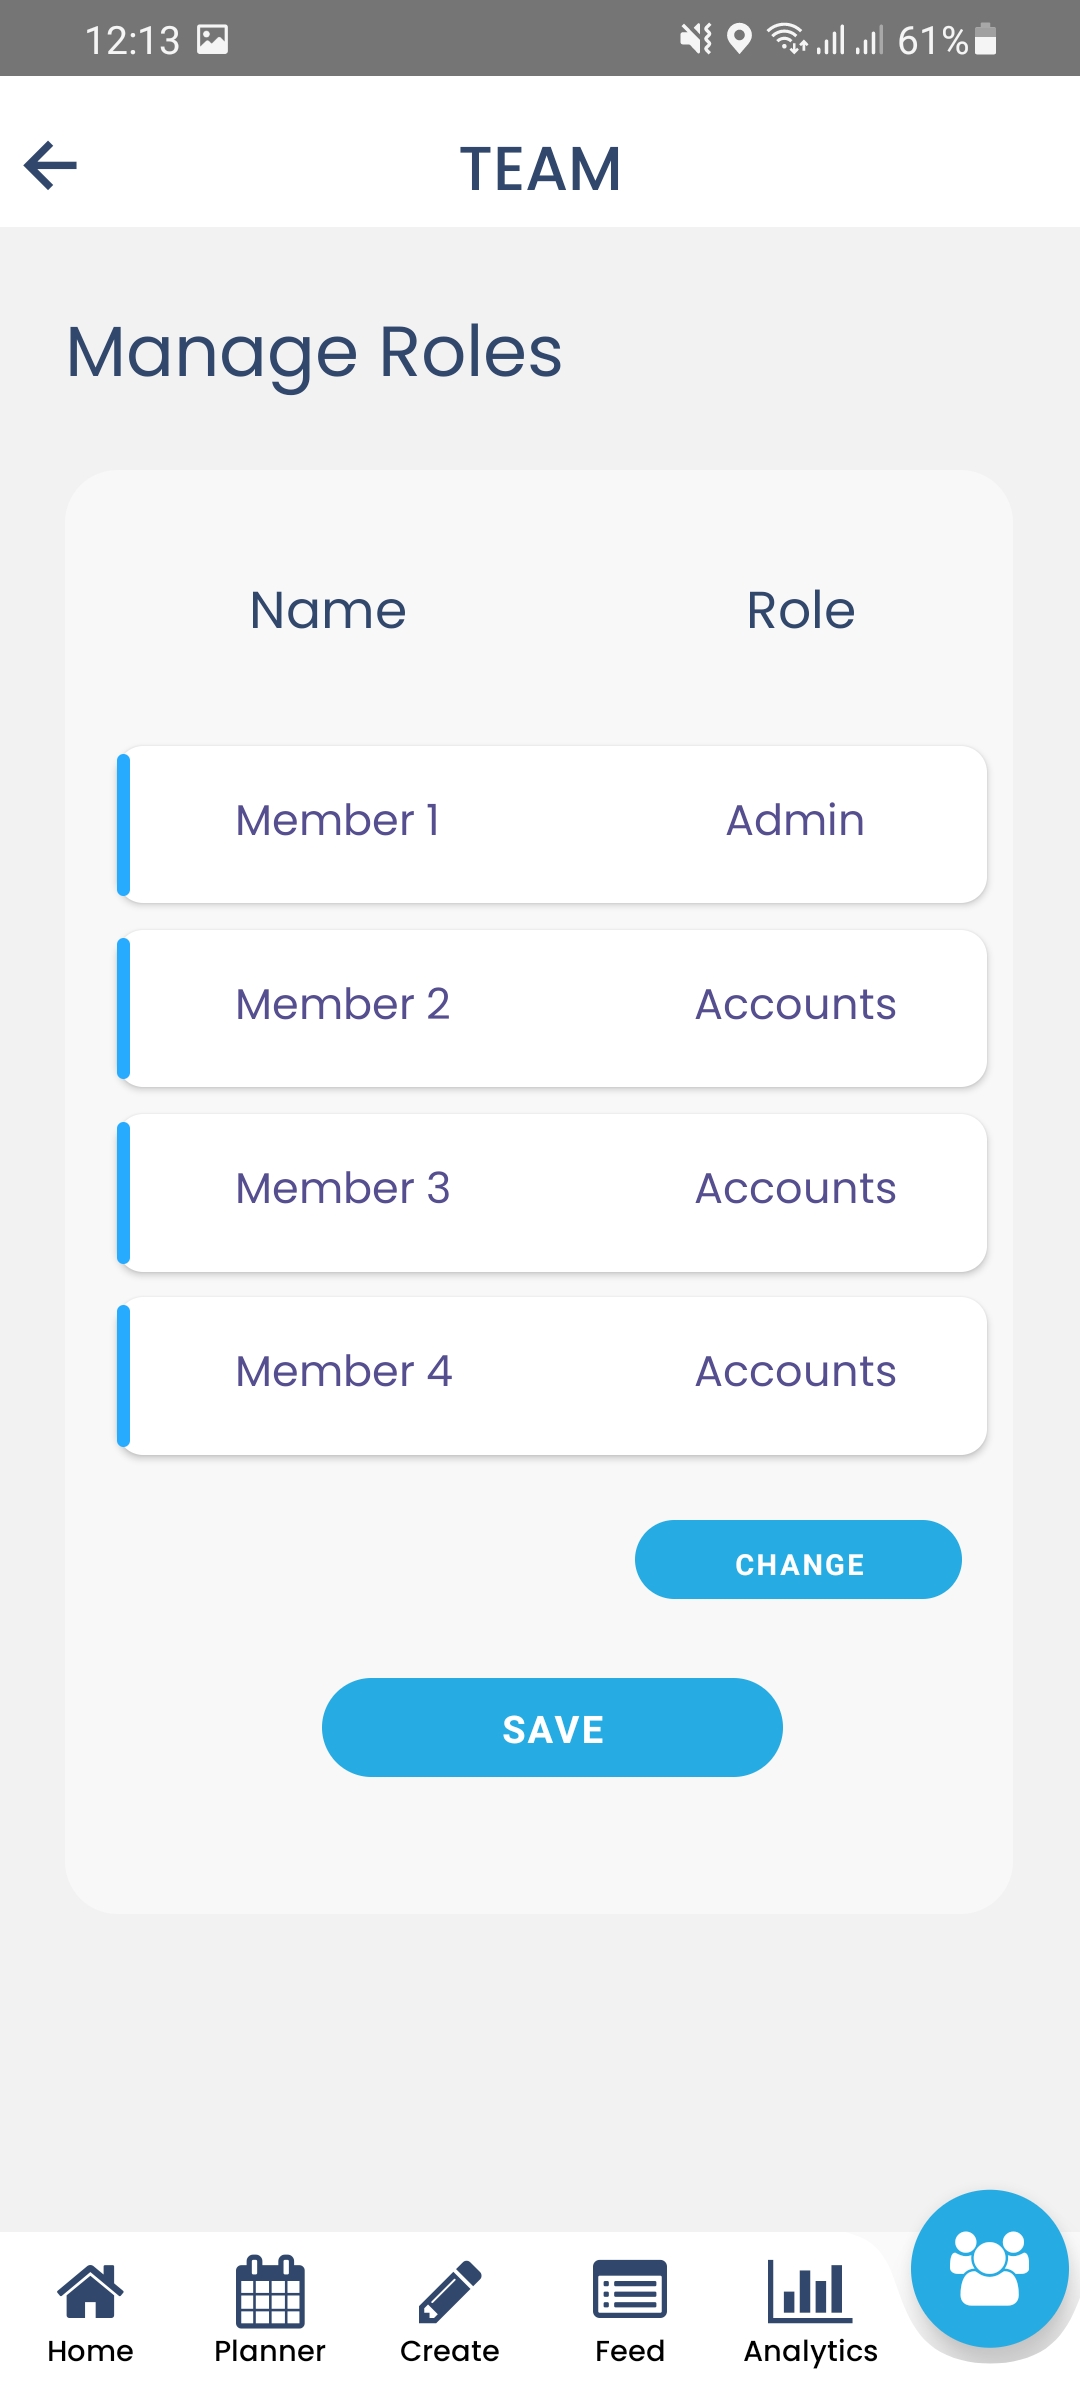 12:13 61%
TEAM
Manage Roles
Name Role
Member 1 Admin
Member 2 Accounts
Member 3 Accounts
Member 4 Accounts
CHANGE
SAVE
Home Planner Create Feed Analytics